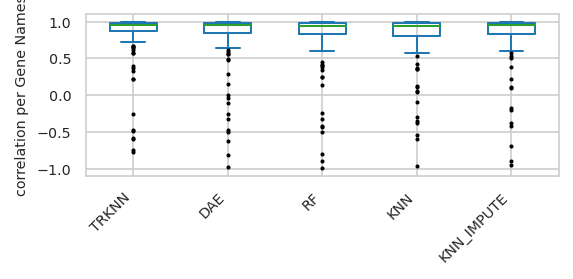 correlation per Gene Names
1.0
0.5
0.0
−0.5
−1.0
TRKNN
DAE
RF
KNN
KNN_IMPUTE